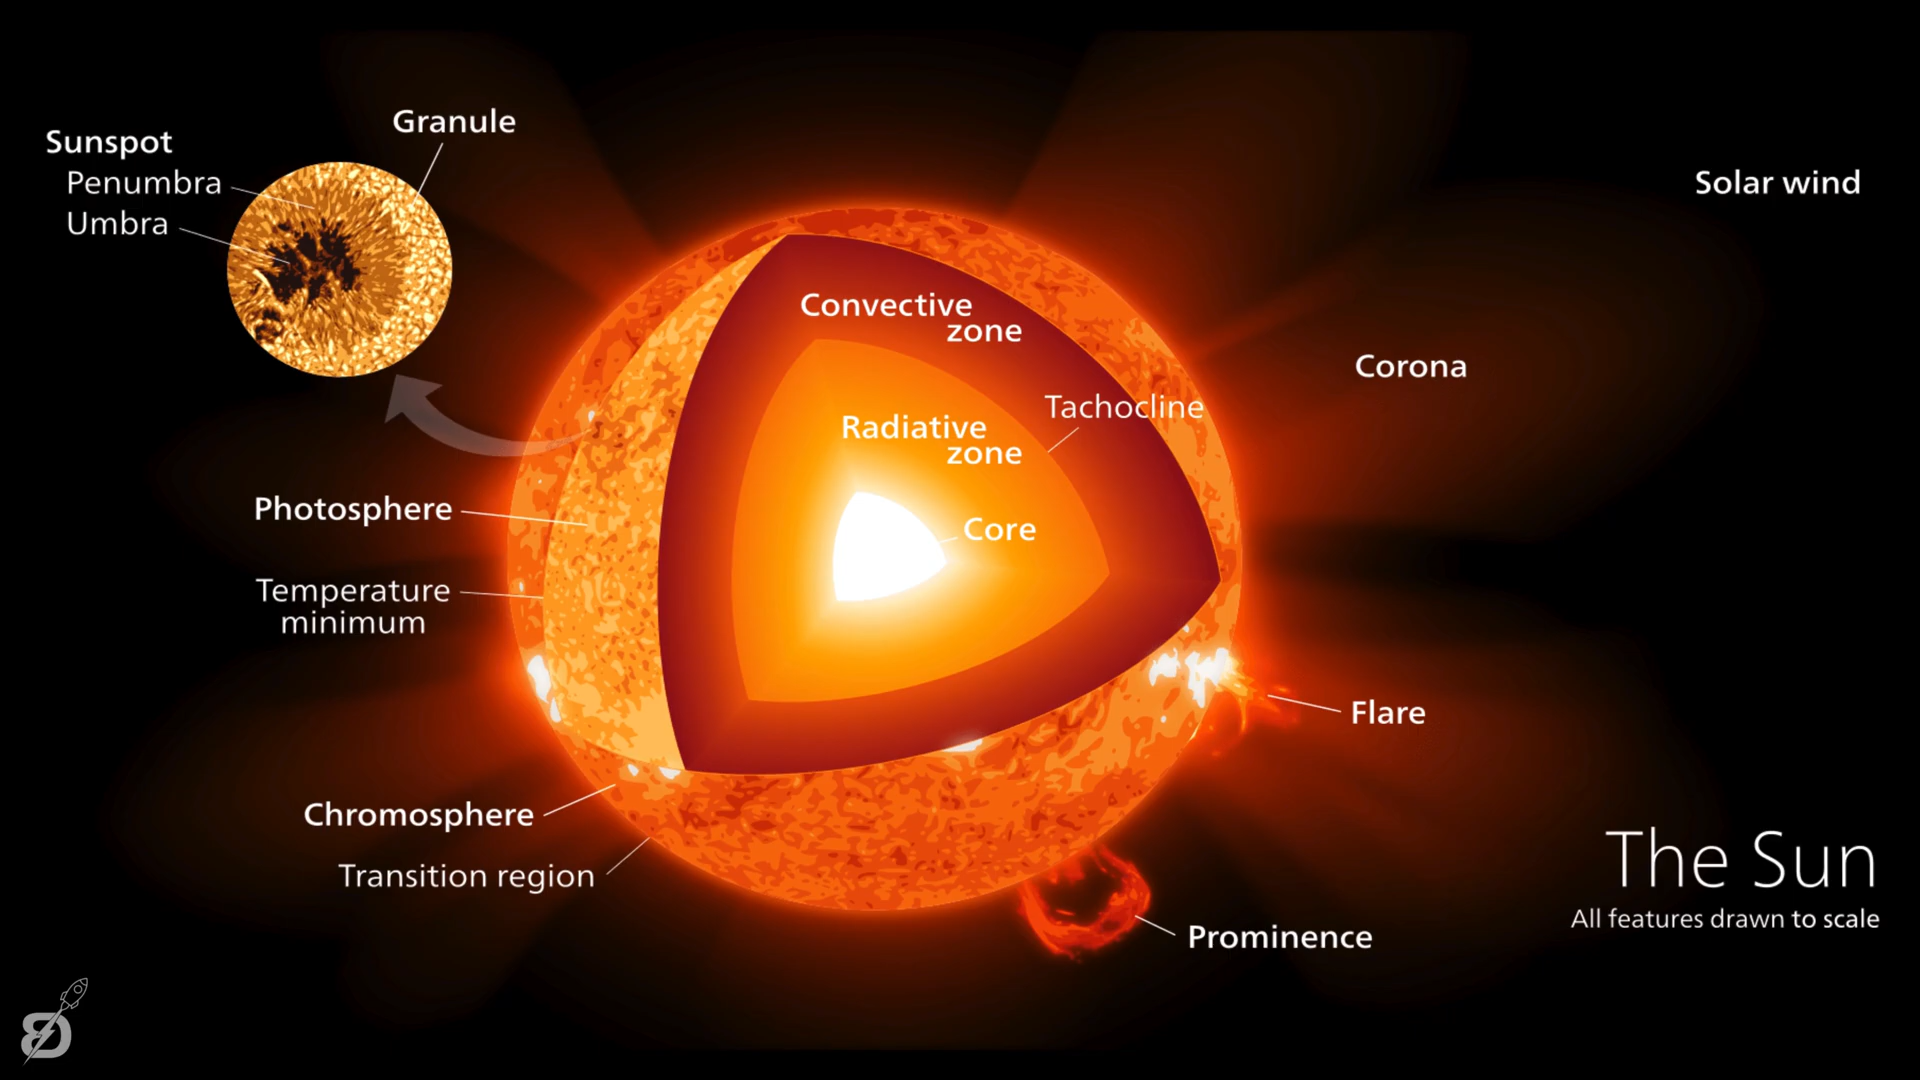 Granule
Sunspot
Penumbra
Umbra
Solar wind
Convective
zone
Corona
Tachocline
Radiative
zone
Photosphere
Core
Temperature
minimum
Flare
Chromosphere
Transition region
The Sun
All features drawn to scale
Prominence